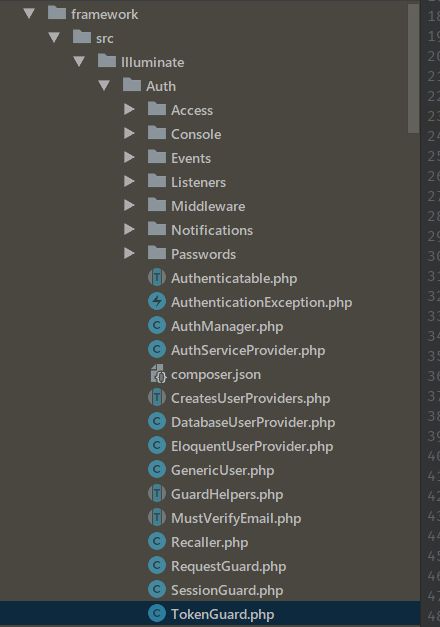 framework
src
Illuminate
Auth
Access
Console
Events
Listeners
Middleware
Notifications
Passwords
Authenticatable.php
AuthenticationException.php
AuthManager.php
AuthServiceProvider.php
composer.json
CreatesUserProviders.php
DatabaseUserProvider.php
EloquentUserProvider.php
GenericUser.php
GuardHelpers.php
MustVerifyEmail.php
Recaller.php
RequestGuard.php
SessionGuard.php
TokenGuard.php